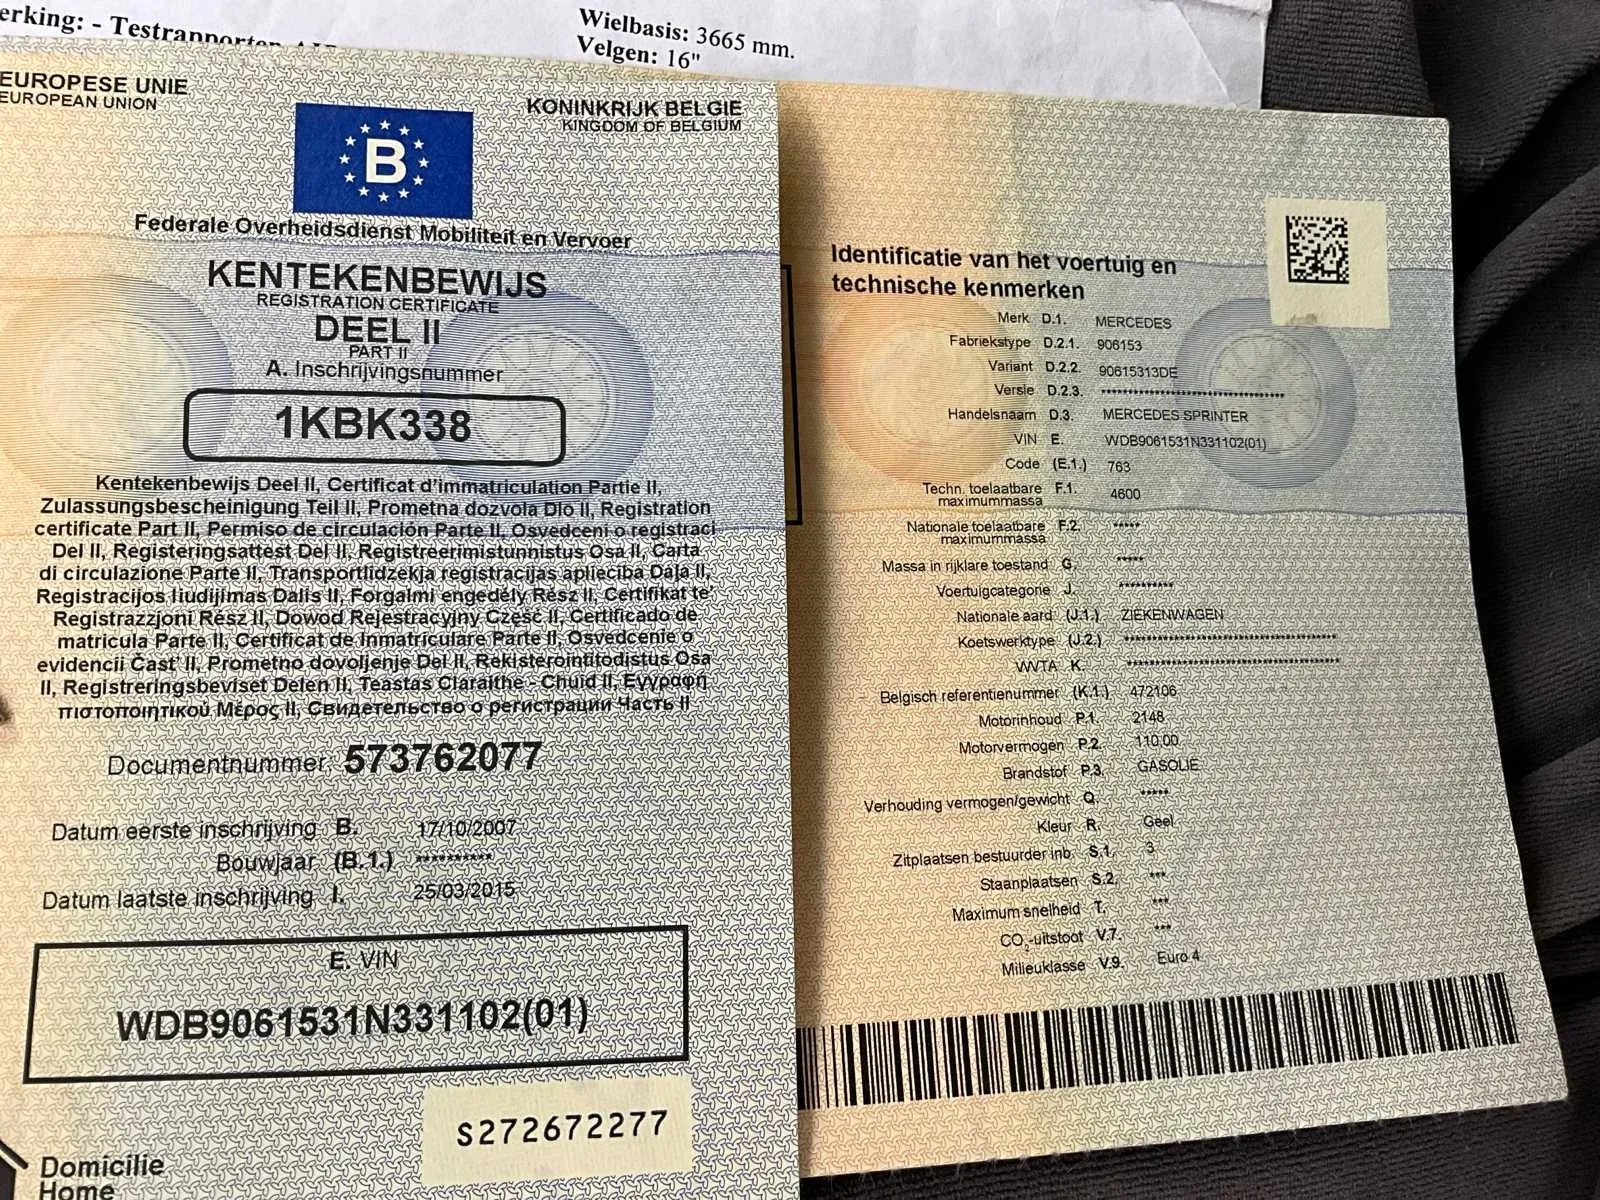 erking: - Testrapporten
Wielbasis: 3665 mm.
Velgen: 16"
EUROPESE UNIE
EUROPEAN UNION
KONINKRIJK BELGIE
KINGDOM OF BELGIUM
B
Federale Overheidsdienst Mobiliteit en Vervoer
KENTEKENBEWIJS
REGISTRATION CERTIFICATE
DEEL II
PART II
A. Inschrijvingsnummer
1KBK338
Kentekenbewijs Deel II, Certificat d'immatriculation Partie II,
Zulassungsbescheinigung Teil II, Prometna dozvola Dio II, Registration
certificate Part II, Permiso de circulación Parte II, Osvedceni o registraci
Del II, Registeringsattest Del II, Registreerimistunnistus Osa II, Carta
di circulazione Parte II, Transportlidzekja registracijas aplieciba Daļa II,
Registracijos liudijimas Dalis II, Forgalmi engedély Rész II, Certifikat te'
Registrazzjoni Rész II, Dowod Rejestracyjny Część II, Certificado de
matricula Parte II, Certificat de Inmatriculare Parte II, Osvedcenie o
evidencii Čast' II, Prometno dovoljenje Del II, Rekisterointitodistus Osa
II, Registreringsbeviset Delen II, Teastas Claraithe - Chuid II, Εγγραφή
πιστοποιητικού Μέρος II, Свидетельство о регистрации Часть II
Documentnummer. 573762077
Datum eerste inschrijving B. 17/10/2007
Bouwjaar (B.1.) **********
Datum laatste inschrijving I. 25/03/2015
E. VIN
WDB9061531N331102(01)
S272672277
Domicilie
Home
Identificatie van het voertuig en
technische kenmerken
Merk D.1. MERCEDES
Fabriekstype D.2.1. 906153
Variant D.2.2. 90615313DE
Versie D.2.3. ***********************************
Handelsnaam D.3. MERCEDES SPRINTER
VIN E. WDB9061531N331102(01)
Code (E.1.) 763
Techn. toelaatbare F.1. 4600
maximummassa
Nationale toelaatbare F.2. *****
maximummassa
Massa in rijklare toestand G. *****
Voertuigcategorie J. **********
Nationale aard (J.1.) ZIEKENWAGEN
Koetswerktype (J.2.) ****************************************
WVTA K. ****************************************
Belgisch referentienummer (K.1.) 472106
Motorinhoud P.1. 2148
Motorvermogen P.2. 110,00
Brandstof P.3. GASOLIE
Verhouding vermogen/gewicht Q. *****
Kleur R. Geel
Zitplaatsen bestuurder inb. S.1. 3
Staanplaatsen S.2. ***
Maximum snelheid T. ***
CO₂-uitstoot V.7. ***
Milieuklasse V.9. Euro 4